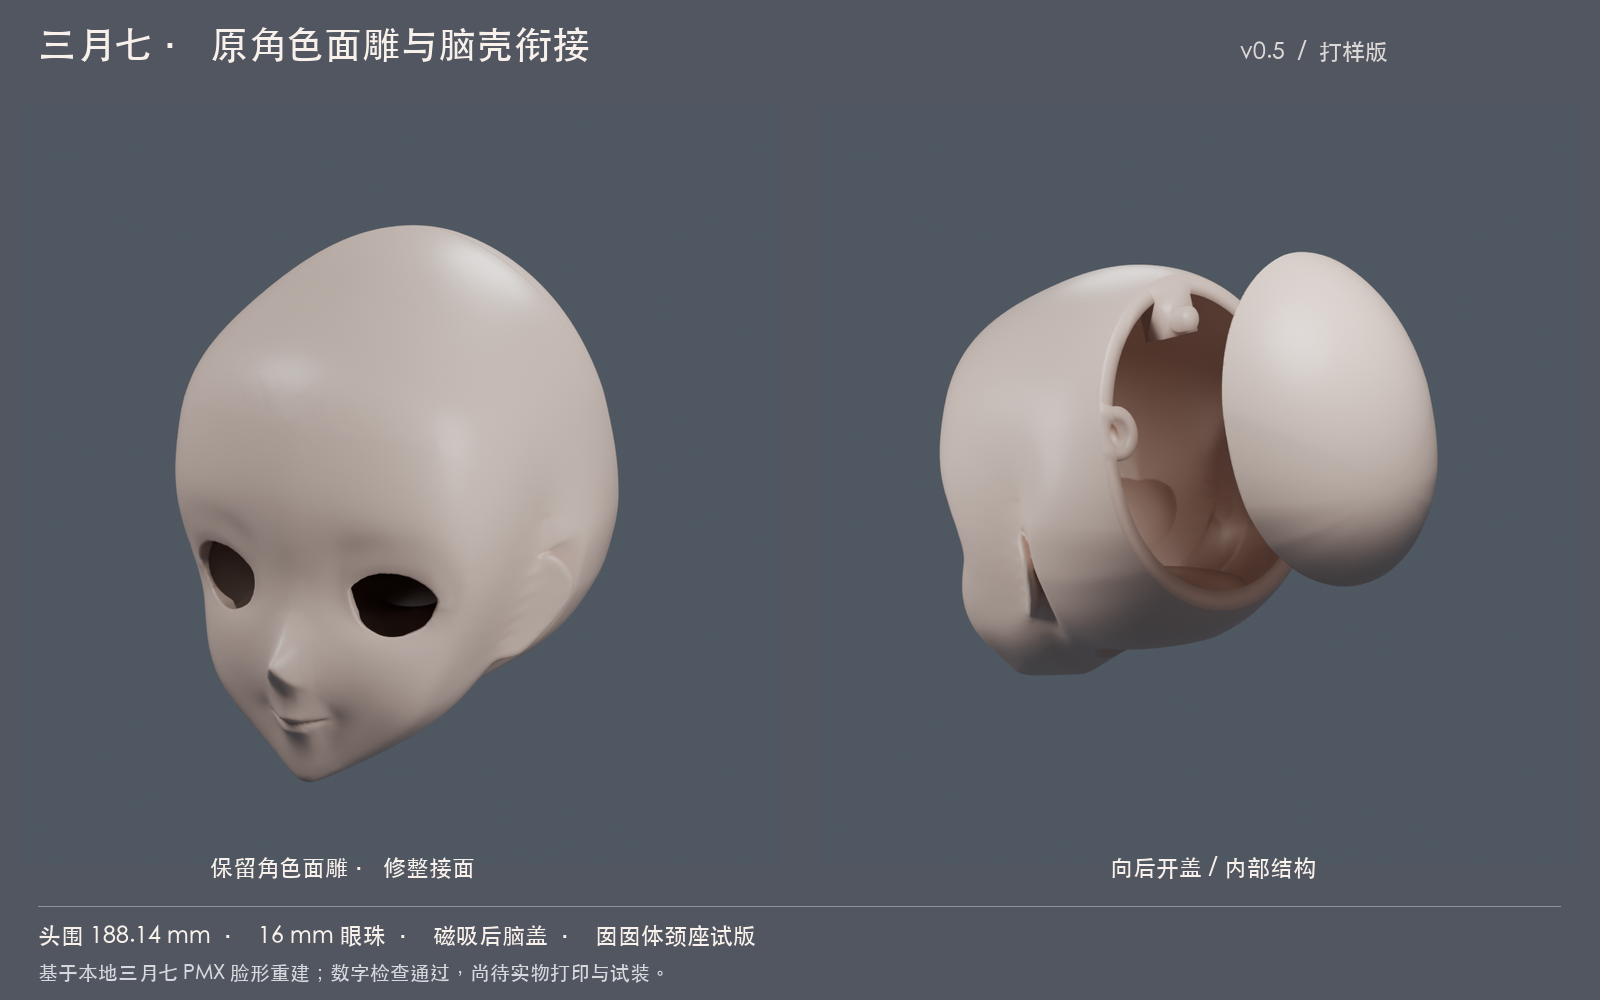 三月七 · 原角色面雕与脑壳衔接
v0.5 / 打样版
保留角色面雕 · 修整接面
向后开盖 / 内部结构
头围 188.14 mm · 16 mm 眼珠 · 磁吸后脑盖 · 囡囡体颈座试版
基于本地三月七 PMX 脸形重建；数字检查通过，尚待实物打印与试装。